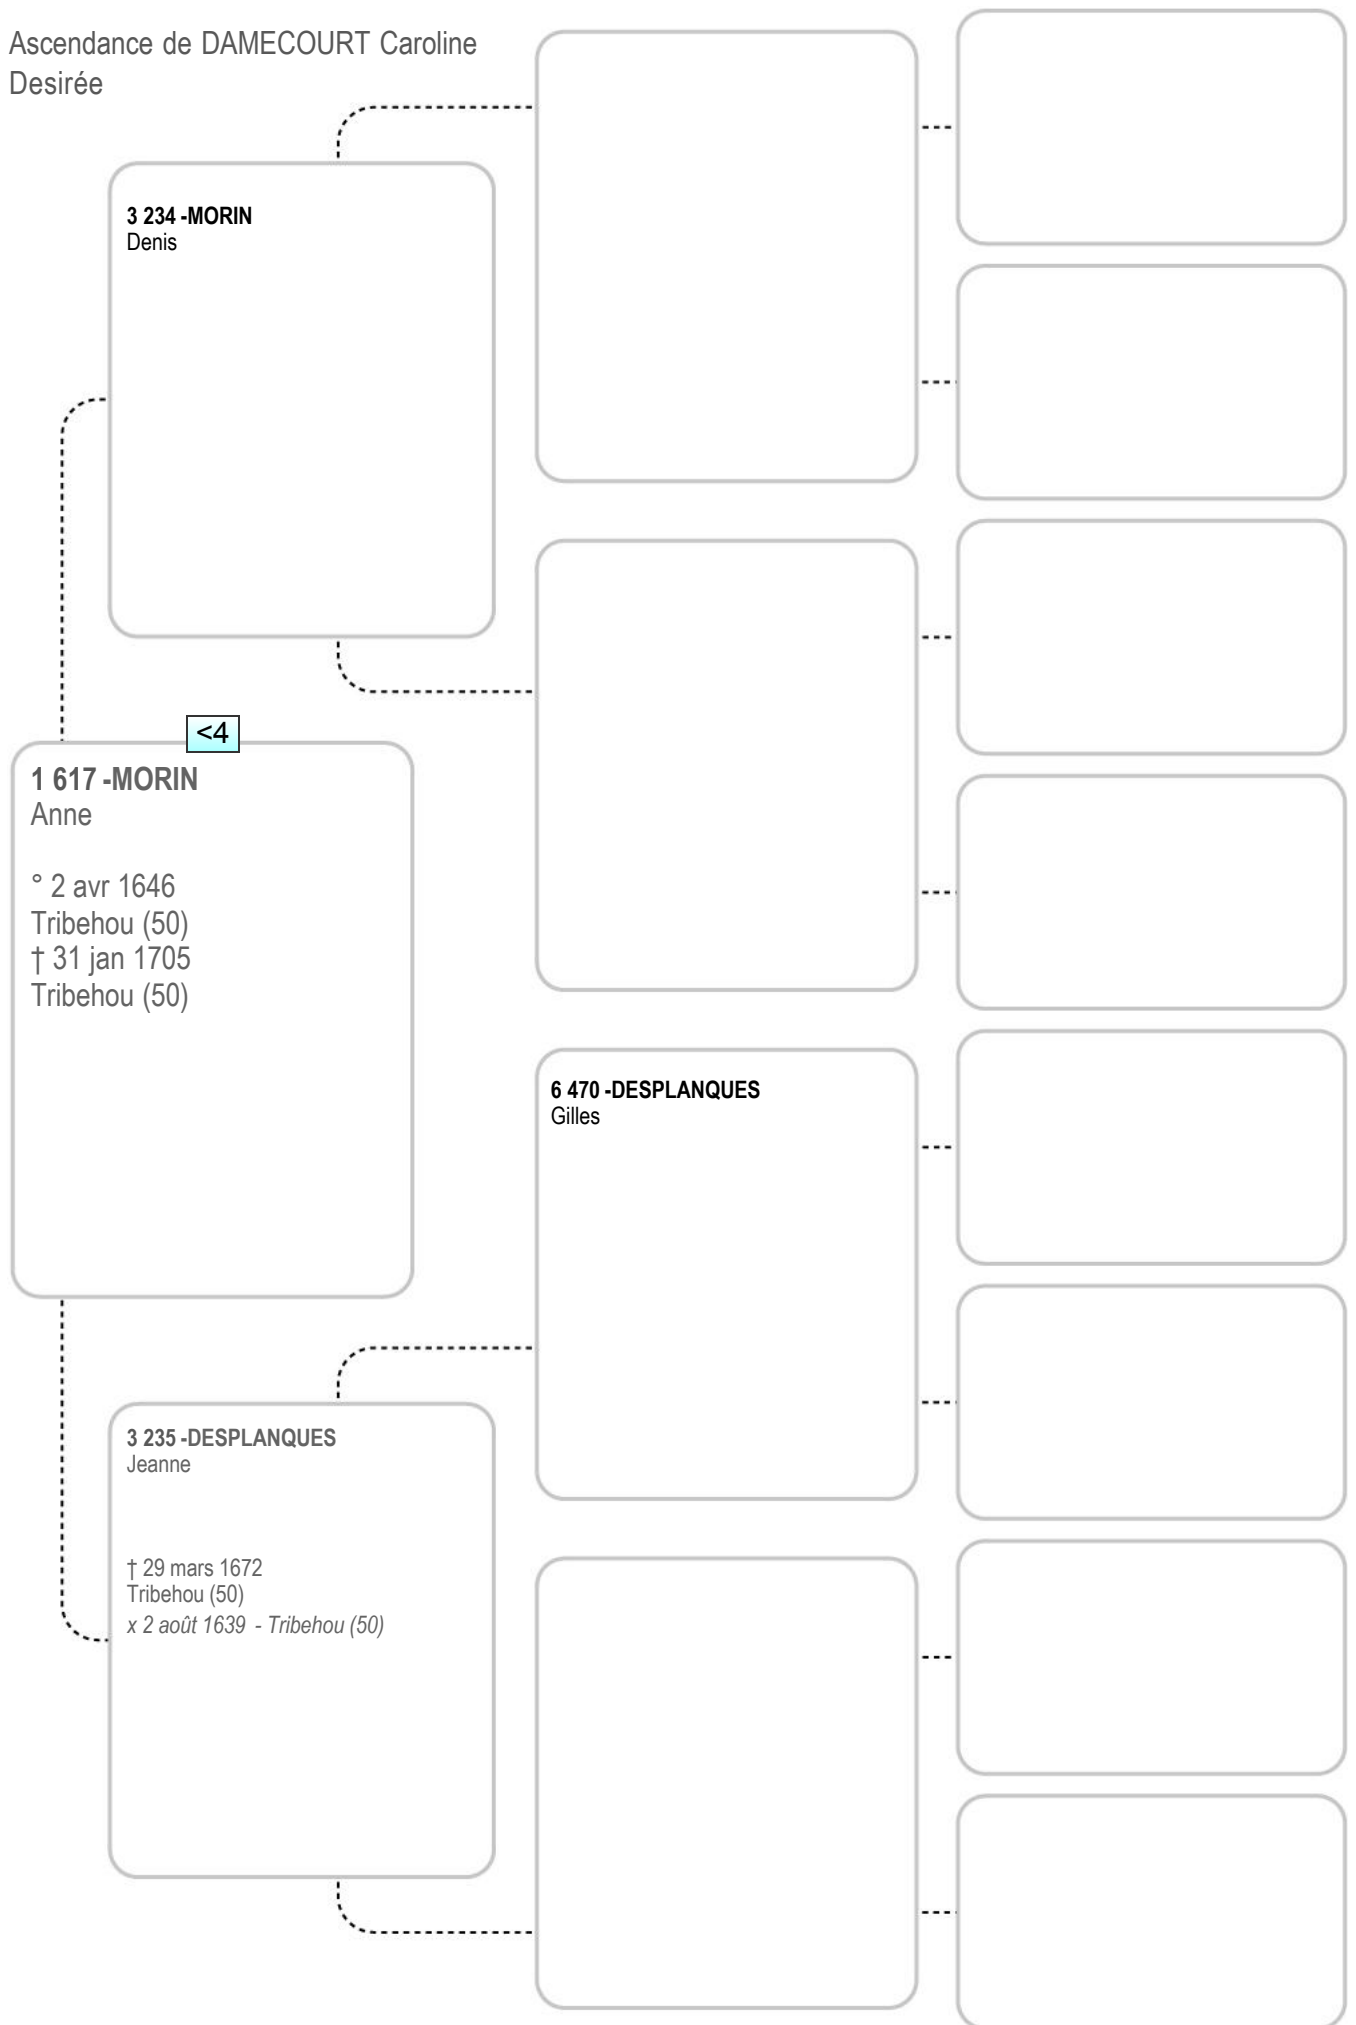 Ascendance de DAMECOURT Caroline
Desirée
3 234 -MORIN
Denis
<4
1 617 -MORIN
Anne
° 2 avr 1646
Tribehou (50)
† 31 jan 1705
Tribehou (50)
6 470 -DESPLANQUES
Gilles
3 235 -DESPLANQUES
Jeanne
† 29 mars 1672
Tribehou (50)
x 2 août 1639 - Tribehou (50)